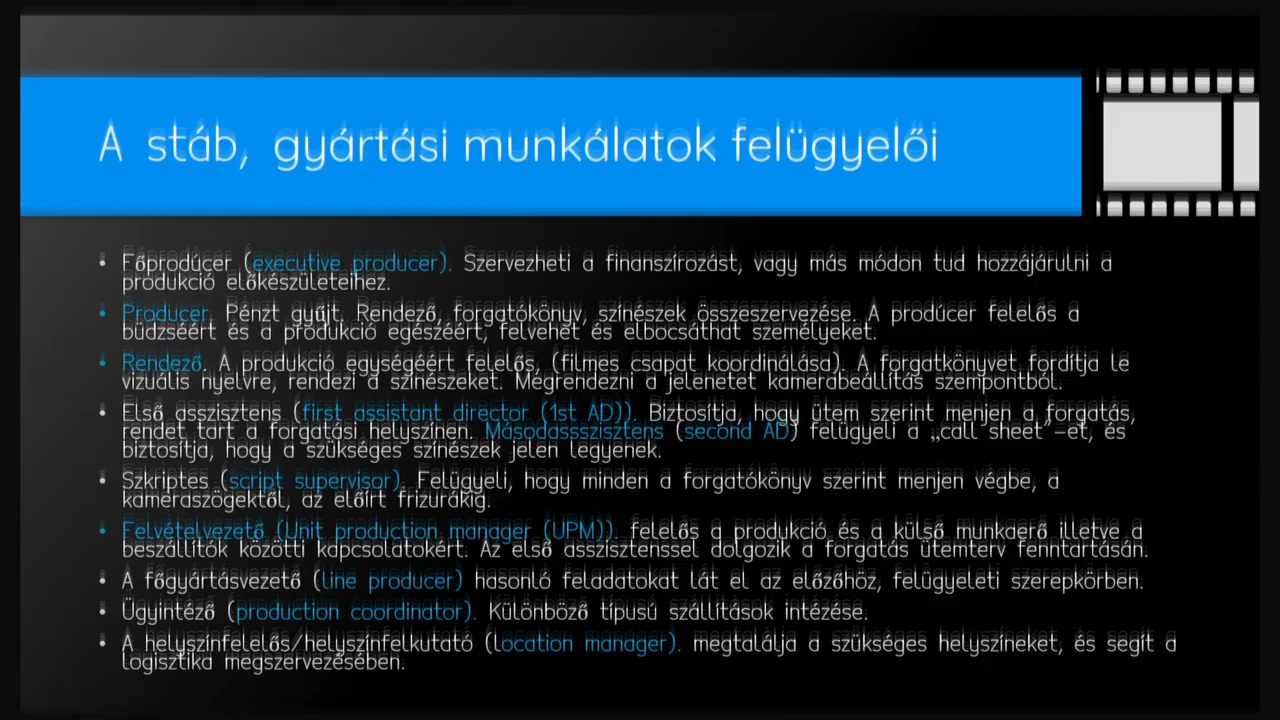 A stáb, gyártási munkálatok felügyelői
• Főprodúcer (executive producer). Szervezheti a finanszírozást, vagy más módon tud hozzájárulni a
produkció előkészületeihez.
• Producer. Pénzt gyűjt. Rendező, forgatókönyv, színészek összeszervezése. A prodúcer felelős a
büdzséért és a produkció egészéért, felvehet és elbocsáthat személyeket.
• Rendező. A produkció egységéért felelős, (filmes csapat koordinálása). A forgatkönyvet fordítja le
vizuális nyelvre, rendezi a színészeket. Megrendezni a jelenetet kamerabeállítás szempontból.
• Első asszisztens (first assistant director (1st AD)). Biztosítja, hogy ütem szerint menjen a forgatás,
rendet tart a forgatási helyszínen. Másodassszisztens (second AD) felügyeli a „call sheet"-et, és
biztosítja, hogy a szükséges színészek jelen legyenek.
• Szkriptes (script supervisor). Felügyeli, hogy minden a forgatókönyv szerint menjen végbe, a
kameraszögektől, az előírt frizurákig.
• Felvételvezető (Unit production manager (UPM)). felelős a produkció és a külső munkaerő illetve a
beszállítók közötti kapcsolatokért. Az első asszisztenssel dolgozik a forgatás ütemterv fenntartásán.
• A főgyártásvezető (line producer) hasonló feladatokat lát el az előzőhöz, felügyeleti szerepkörben.
• Ügyintéző (production coordinator). Különböző típusú szállítások intézése.
• A helyszínfelelős/helyszínfelkutató (location manager). megtalálja a szükséges helyszíneket, és segít a
logisztika megszervezésében.